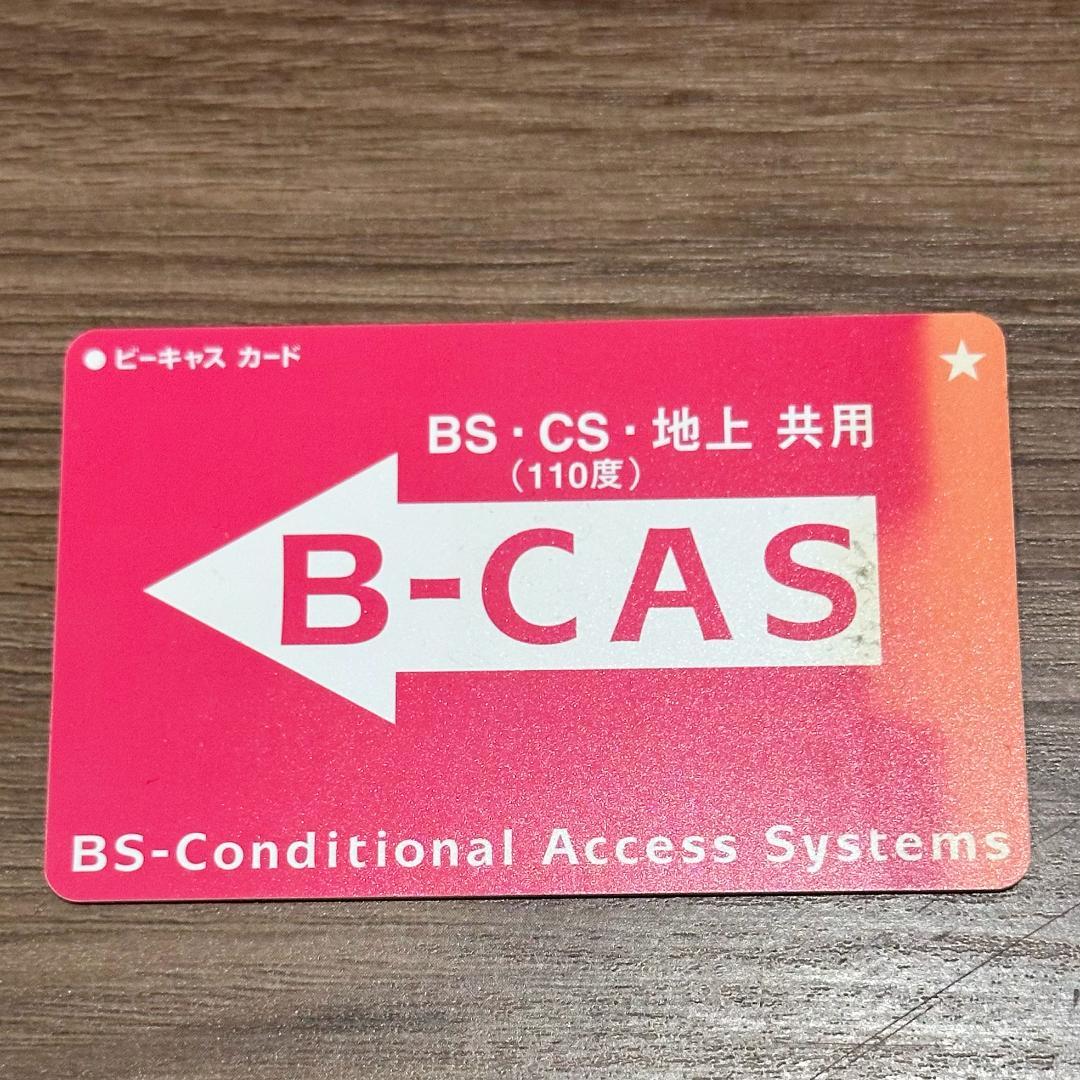 ●ビーキャス カード
★
BS・CS・地上 共用
（110度）
B-CAS
BS-Conditional Access Systems